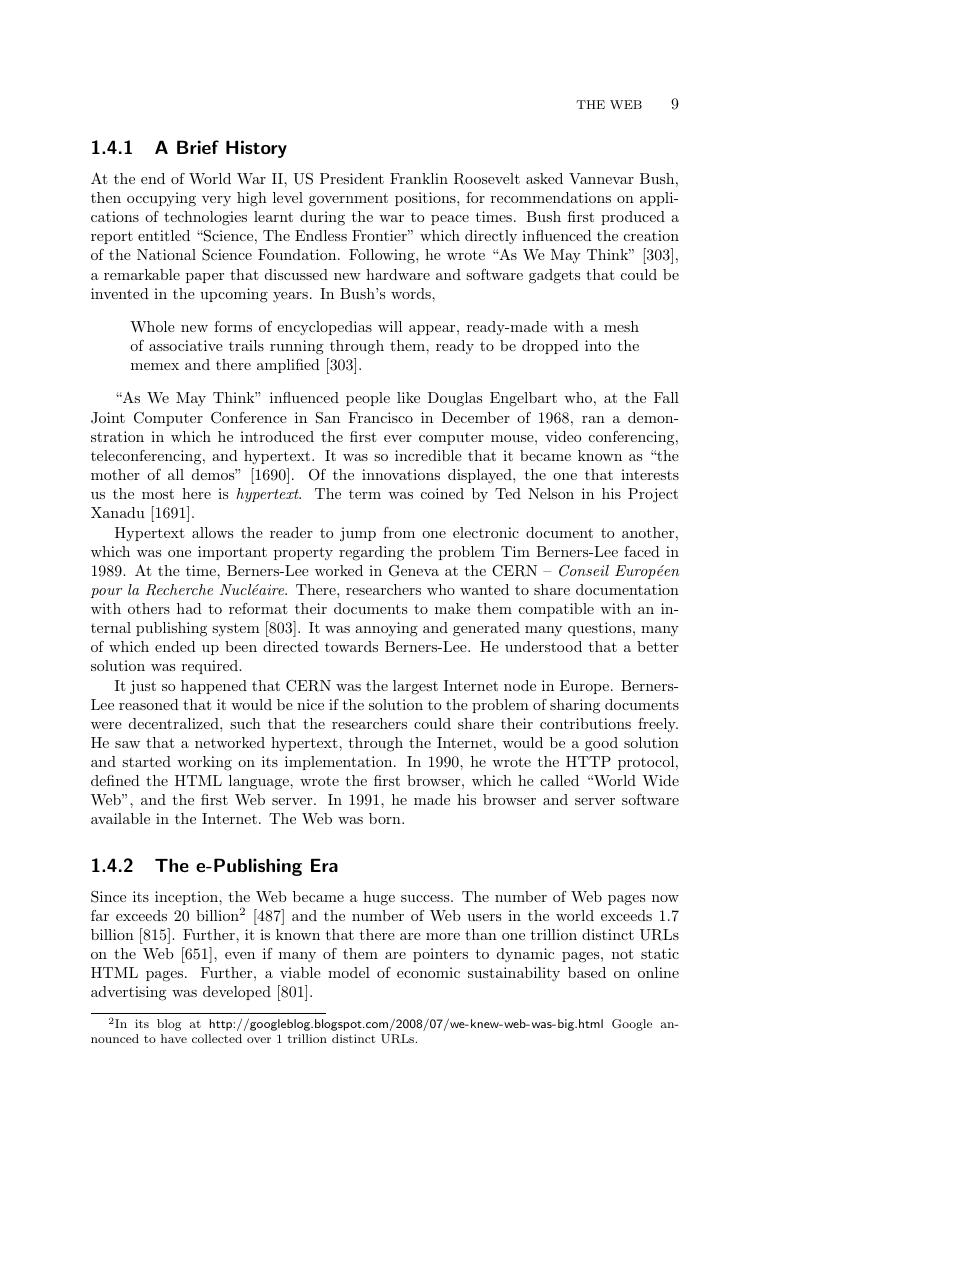 THE WEB 9
1.4.1 A Brief History
At the end of World War II, US President Franklin Roosevelt asked Vannevar Bush,
then occupying very high level government positions, for recommendations on appli-
cations of technologies learnt during the war to peace times. Bush first produced a
report entitled “Science, The Endless Frontier” which directly influenced the creation
of the National Science Foundation. Following, he wrote “As We May Think” [303],
a remarkable paper that discussed new hardware and software gadgets that could be
invented in the upcoming years. In Bush’s words,
Whole new forms of encyclopedias will appear, ready-made with a mesh
of associative trails running through them, ready to be dropped into the
memex and there amplified [303].
“As We May Think” influenced people like Douglas Engelbart who, at the Fall
Joint Computer Conference in San Francisco in December of 1968, ran a demon-
stration in which he introduced the first ever computer mouse, video conferencing,
teleconferencing, and hypertext. It was so incredible that it became known as “the
mother of all demos” [1690]. Of the innovations displayed, the one that interests
us the most here is hypertext. The term was coined by Ted Nelson in his Project
Xanadu [1691].
Hypertext allows the reader to jump from one electronic document to another,
which was one important property regarding the problem Tim Berners-Lee faced in
1989. At the time, Berners-Lee worked in Geneva at the CERN – Conseil Européen
pour la Recherche Nucléaire. There, researchers who wanted to share documentation
with others had to reformat their documents to make them compatible with an in-
ternal publishing system [803]. It was annoying and generated many questions, many
of which ended up been directed towards Berners-Lee. He understood that a better
solution was required.
It just so happened that CERN was the largest Internet node in Europe. Berners-
Lee reasoned that it would be nice if the solution to the problem of sharing documents
were decentralized, such that the researchers could share their contributions freely.
He saw that a networked hypertext, through the Internet, would be a good solution
and started working on its implementation. In 1990, he wrote the HTTP protocol,
defined the HTML language, wrote the first browser, which he called “World Wide
Web”, and the first Web server. In 1991, he made his browser and server software
available in the Internet. The Web was born.
1.4.2 The e-Publishing Era
Since its inception, the Web became a huge success. The number of Web pages now
far exceeds 20 billion² [487] and the number of Web users in the world exceeds 1.7
billion [815]. Further, it is known that there are more than one trillion distinct URLs
on the Web [651], even if many of them are pointers to dynamic pages, not static
HTML pages. Further, a viable model of economic sustainability based on online
advertising was developed [801].
²In its blog at http://googleblog.blogspot.com/2008/07/we-knew-web-was-big.html Google an-
nounced to have collected over 1 trillion distinct URLs.